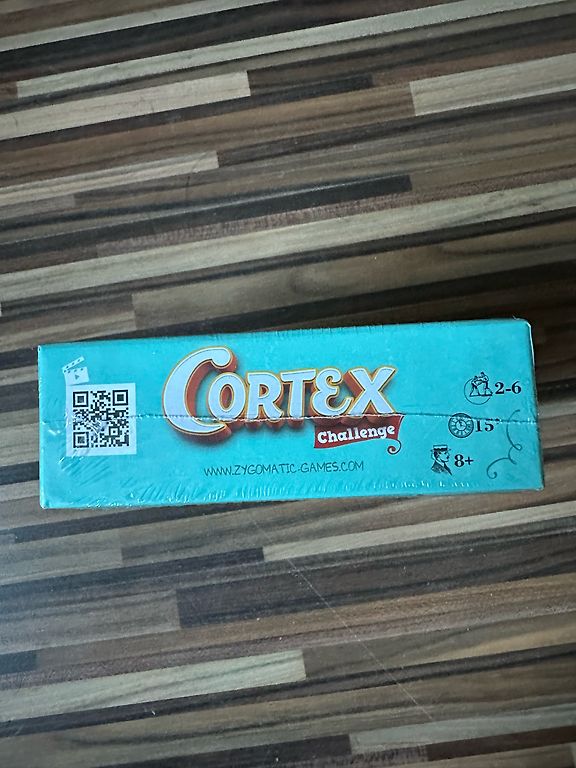 CORTEX
Challenge
WWW.ZYGOMATIC-GAMES.COM
2-6
15'
8+